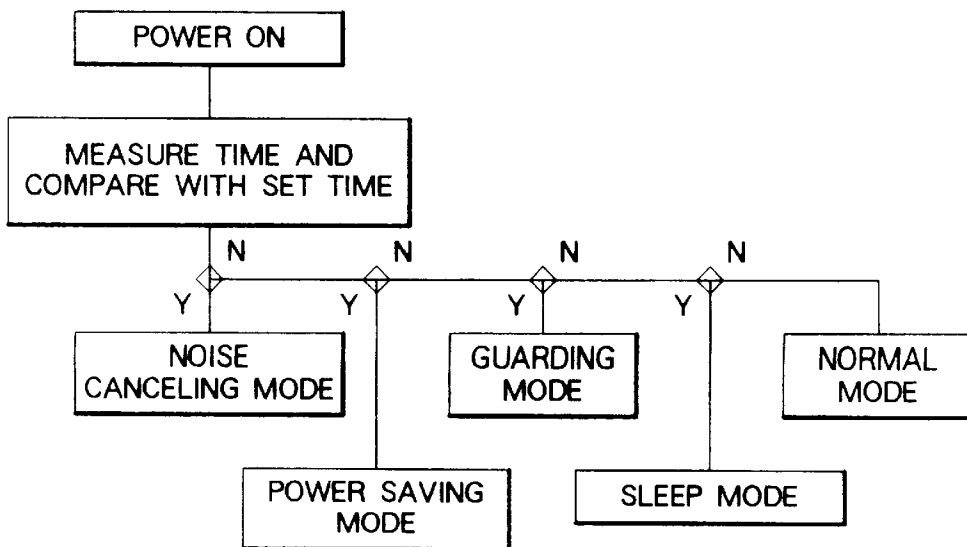 POWER ON
MEASURE TIME AND
COMPARE WITH SET TIME
N
N
N
N
Y
Y
Y
Y
NOISE
CANCELING MODE
GUARDING
MODE
NORMAL
MODE
POWER SAVING
MODE
SLEEP MODE